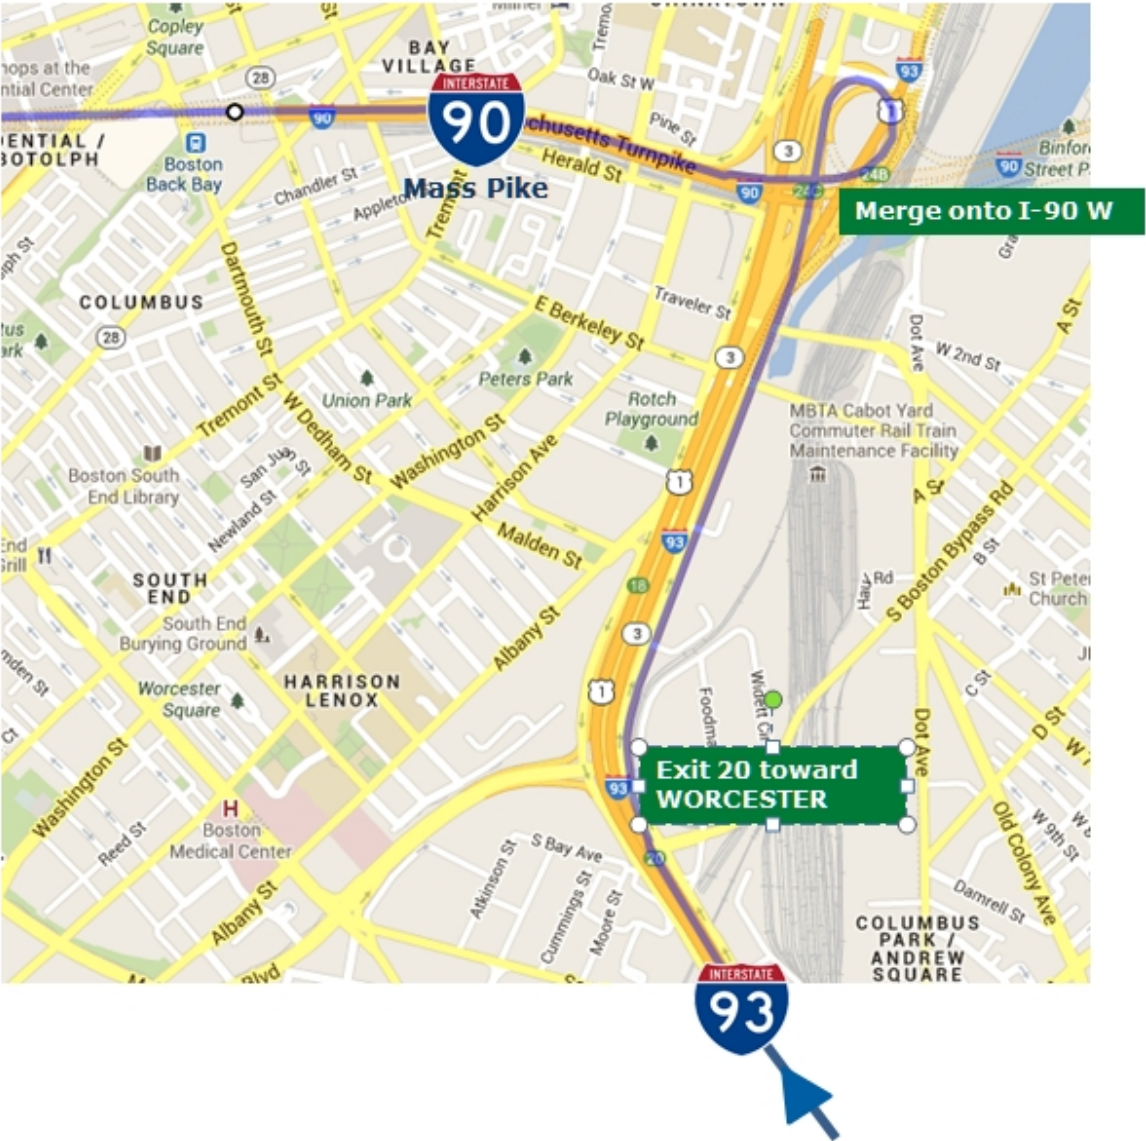 Copley
Square
28
BAY
VILLAGE
Oak St W
93
INTERSTATE
90
90
1
3
Pine St
chusetts Turnpike
Herald St
Boston
Back Bay
Chandler St
Mass Pike
90
24B
90
Merge onto I-90 W
Tremont St
Dartmouth St
COLUMBUS
28
Traveler St
E Berkeley St
3
A St
Dot Ave
W 2nd St
Peters Park
Union Park
Rotch
Playground
Tremont St
W Dedham St
Washington St
Harrison Ave
MBTA Cabot Yard
Commuter Rail Train
Maintenance Facility
Boston South
End Library
San Juan St
Newland St
1
93
Malden St
A St
S Boston Bypass Rd
B St
18
3
SOUTH
END
South End
Burying Ground
Albany St
Worcester
Square
HARRISON
LENOX
1
C St
D St
Dot Ave
Washington St
93
Exit 20 toward
WORCESTER
H
Boston
Medical Center
Reed St
S Bay Ave
20
Atkinson St
Cummings St
Moore St
Albany St
Old Colony Ave
W 9th St
Damrell St
COLUMBUS
PARK /
ANDREW
SQUARE
INTERSTATE
93